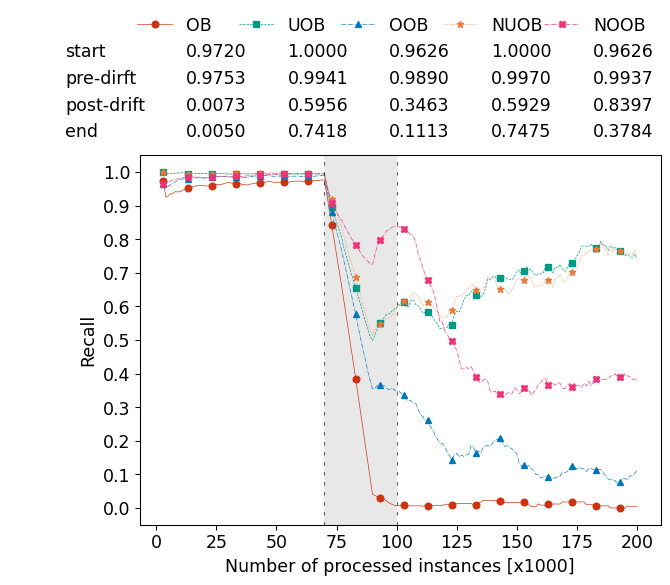 OB UOB OOB NUOB NOOB
start 0.9720 1.0000 0.9626 1.0000 0.9626
pre-dirft 0.9753 0.9941 0.9890 0.9970 0.9937
post-drift 0.0073 0.5956 0.3463 0.5929 0.8397
end 0.0050 0.7418 0.1113 0.7475 0.3784
1.0
0.9
0.8
0.7
0.6
0.5
0.4
0.3
0.2
0.1
0.0
Recall
0 25 50 75 100 125 150 175 200
Number of processed instances [x1000]